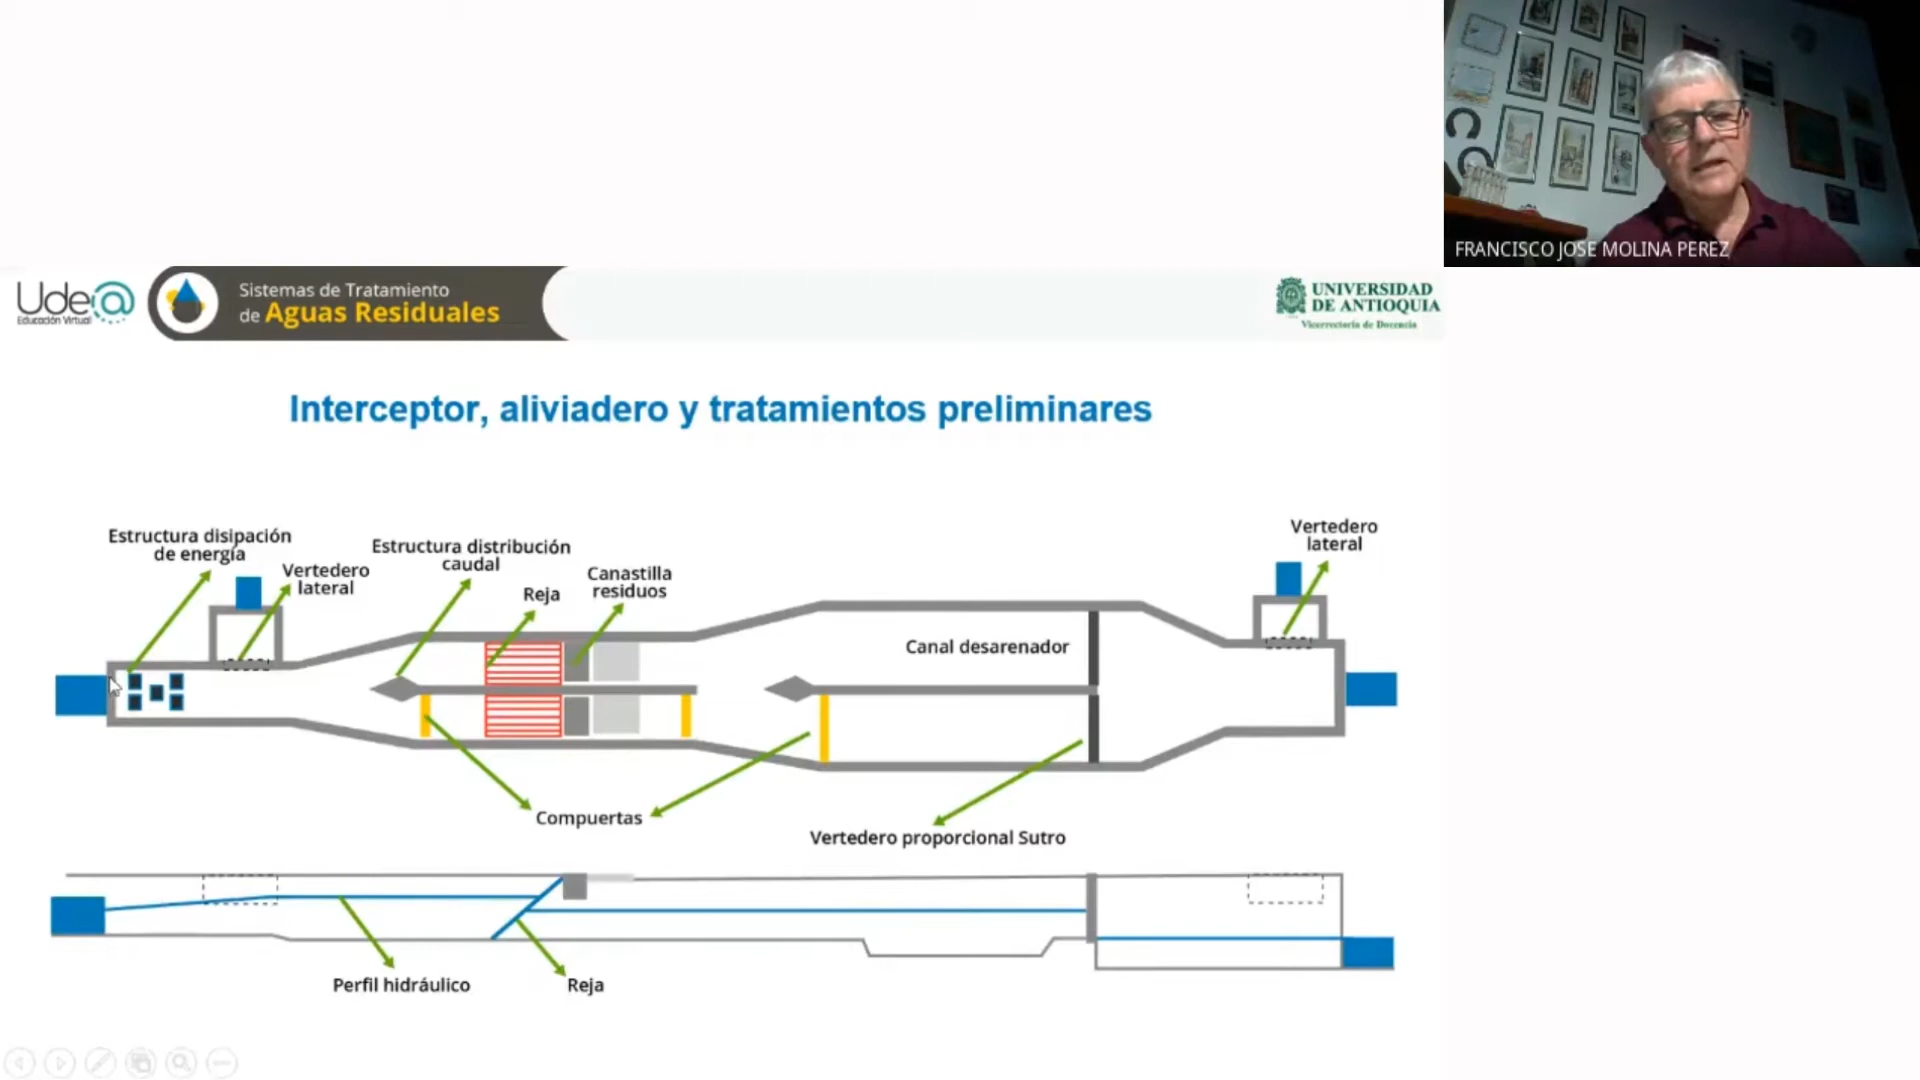 FRANCISCO JOSE MOLINA PEREZ
Ude@
Educación Virtual
Sistemas de Tratamiento
de Aguas Residuales
UNIVERSIDAD
DE ANTIOQUIA
Vicerrectoría de Docencia
Interceptor, aliviadero y tratamientos preliminares
Estructura disipación
de energía
Vertedero
lateral
Estructura distribución
caudal
Reja
Canastilla
residuos
Vertedero
lateral
Canal desarenador
Compuertas
Vertedero proporcional Sutro
Perfil hidráulico
Reja